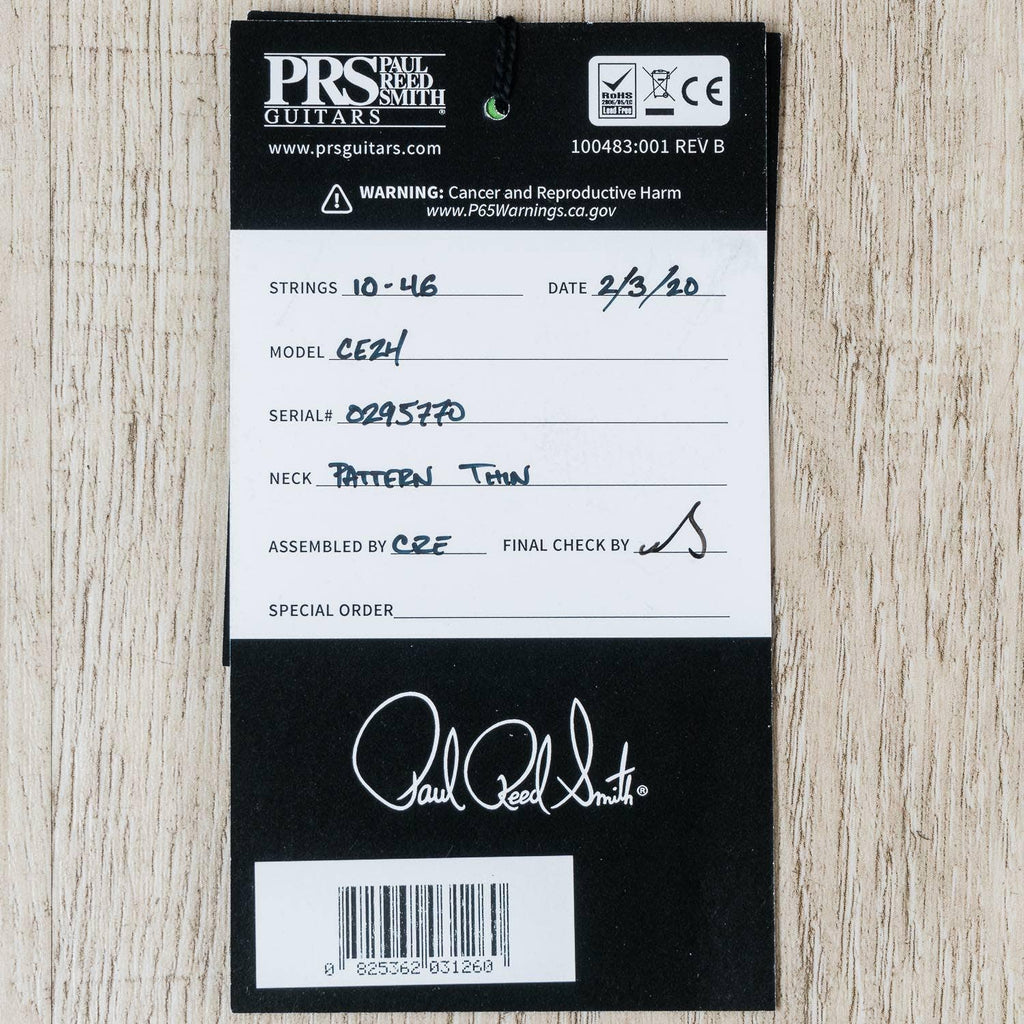 PRS PAUL REED SMITH ®
GUITARS
www.prsguitars.com
RoHS
2006/95/EC
Lead Free
CE
100483:001 REV B
WARNING: Cancer and Reproductive Harm
www.P65Warnings.ca.gov
STRINGS 10-46 DATE 2/3/20
MODEL CE24
SERIAL# 0295770
NECK PATTERN THIN
ASSEMBLED BY CRE FINAL CHECK BY
SPECIAL ORDER
Paul Reed Smith ®
0 825362 031260